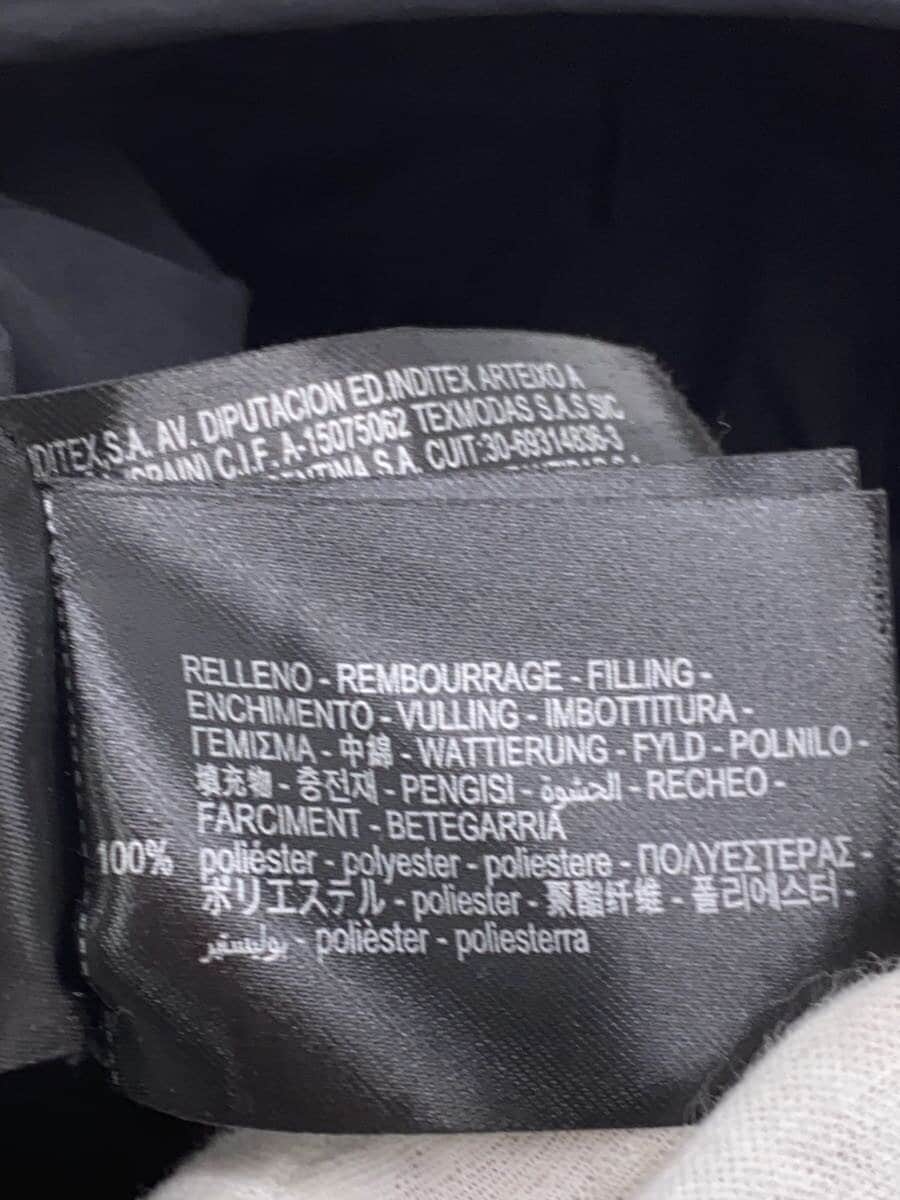 INDITEX,S.A. AV. DIPUTACION ED.INDITEX ARTEIXO A
C.I.F. A-15075062 TEXMODAS S.A.S SIC
S.A. CUIT:30-69314836-3
RELLENO - REMBOURRAGE - FILLING -
ENCHIMENTO - VULLING - IMBOTTITURA -
ΓΕΜΙΣΜΑ - 中綿 - WATTIERUNG - FYLD - POLNILO -
填充物 - 충전재 - PENGISI - الحشوة - RECHEO -
FARCIMENT - BETEGARRIA
100% poliéster - polyester - poliestere - ΠΟΛΥΕΣΤΕΡΑΣ -
ポリエステル - poliester - 聚酯纤维 - 폴리에스터 -
بوليستير - polièster - poliesterra